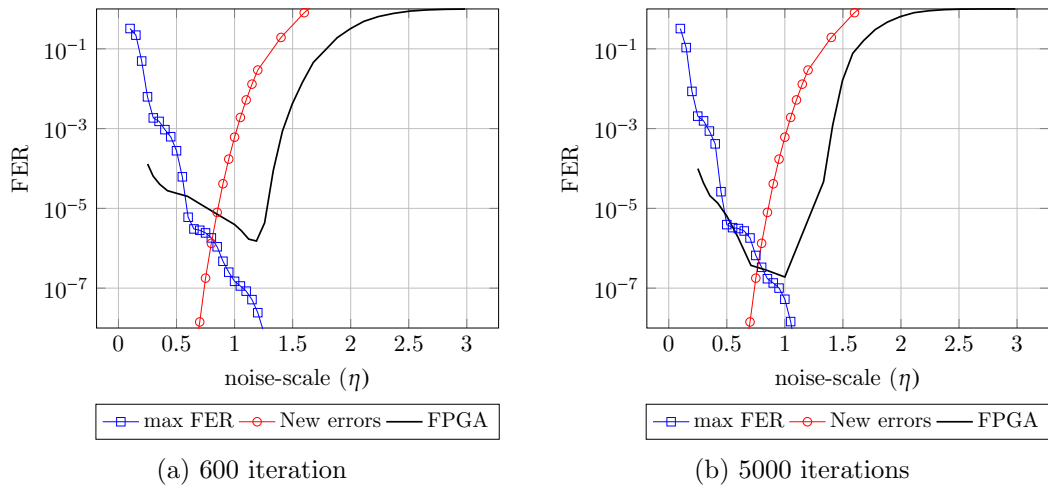 10⁻¹
10⁻³
10⁻⁵
10⁻⁷
FER
0 0.5 1 1.5 2 2.5 3
noise-scale (η)
max FER New errors FPGA
(a) 600 iteration
10⁻¹
10⁻³
10⁻⁵
10⁻⁷
FER
0 0.5 1 1.5 2 2.5 3
noise-scale (η)
max FER New errors FPGA
(b) 5000 iterations